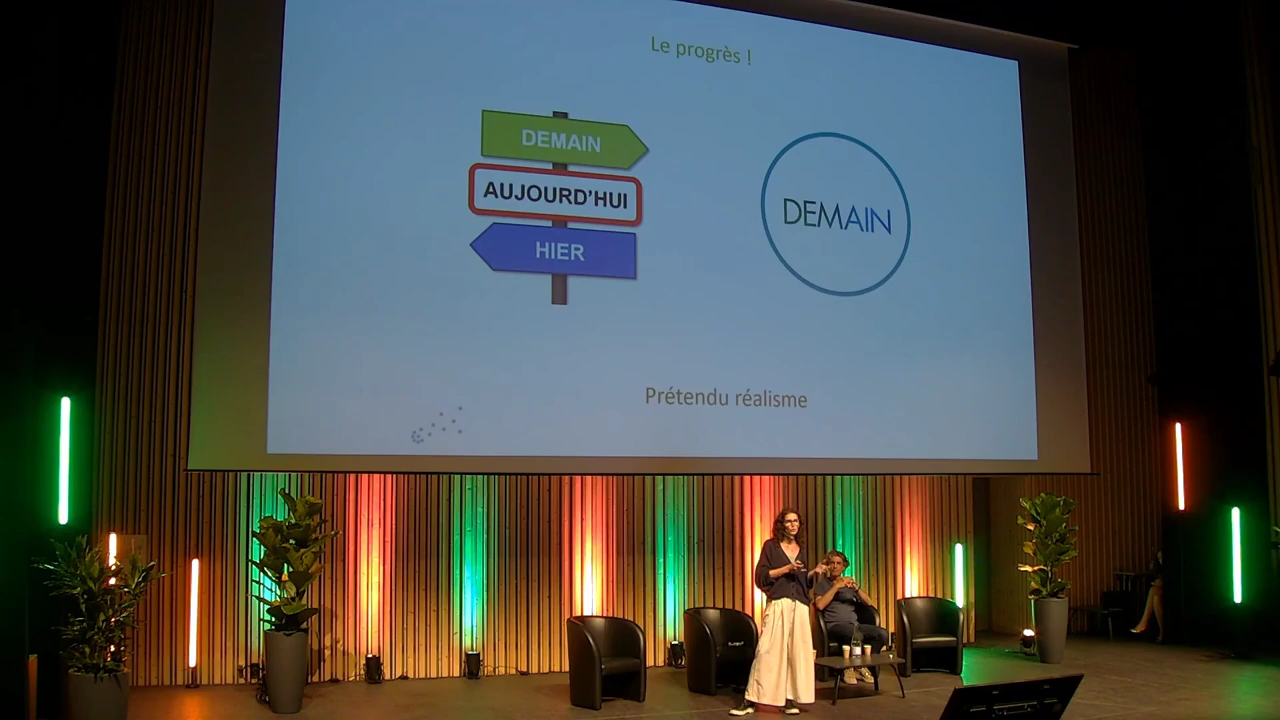 Le progrès !
DEMAIN
AUJOURD'HUI
HIER
DEMAIN
Prétendu réalisme